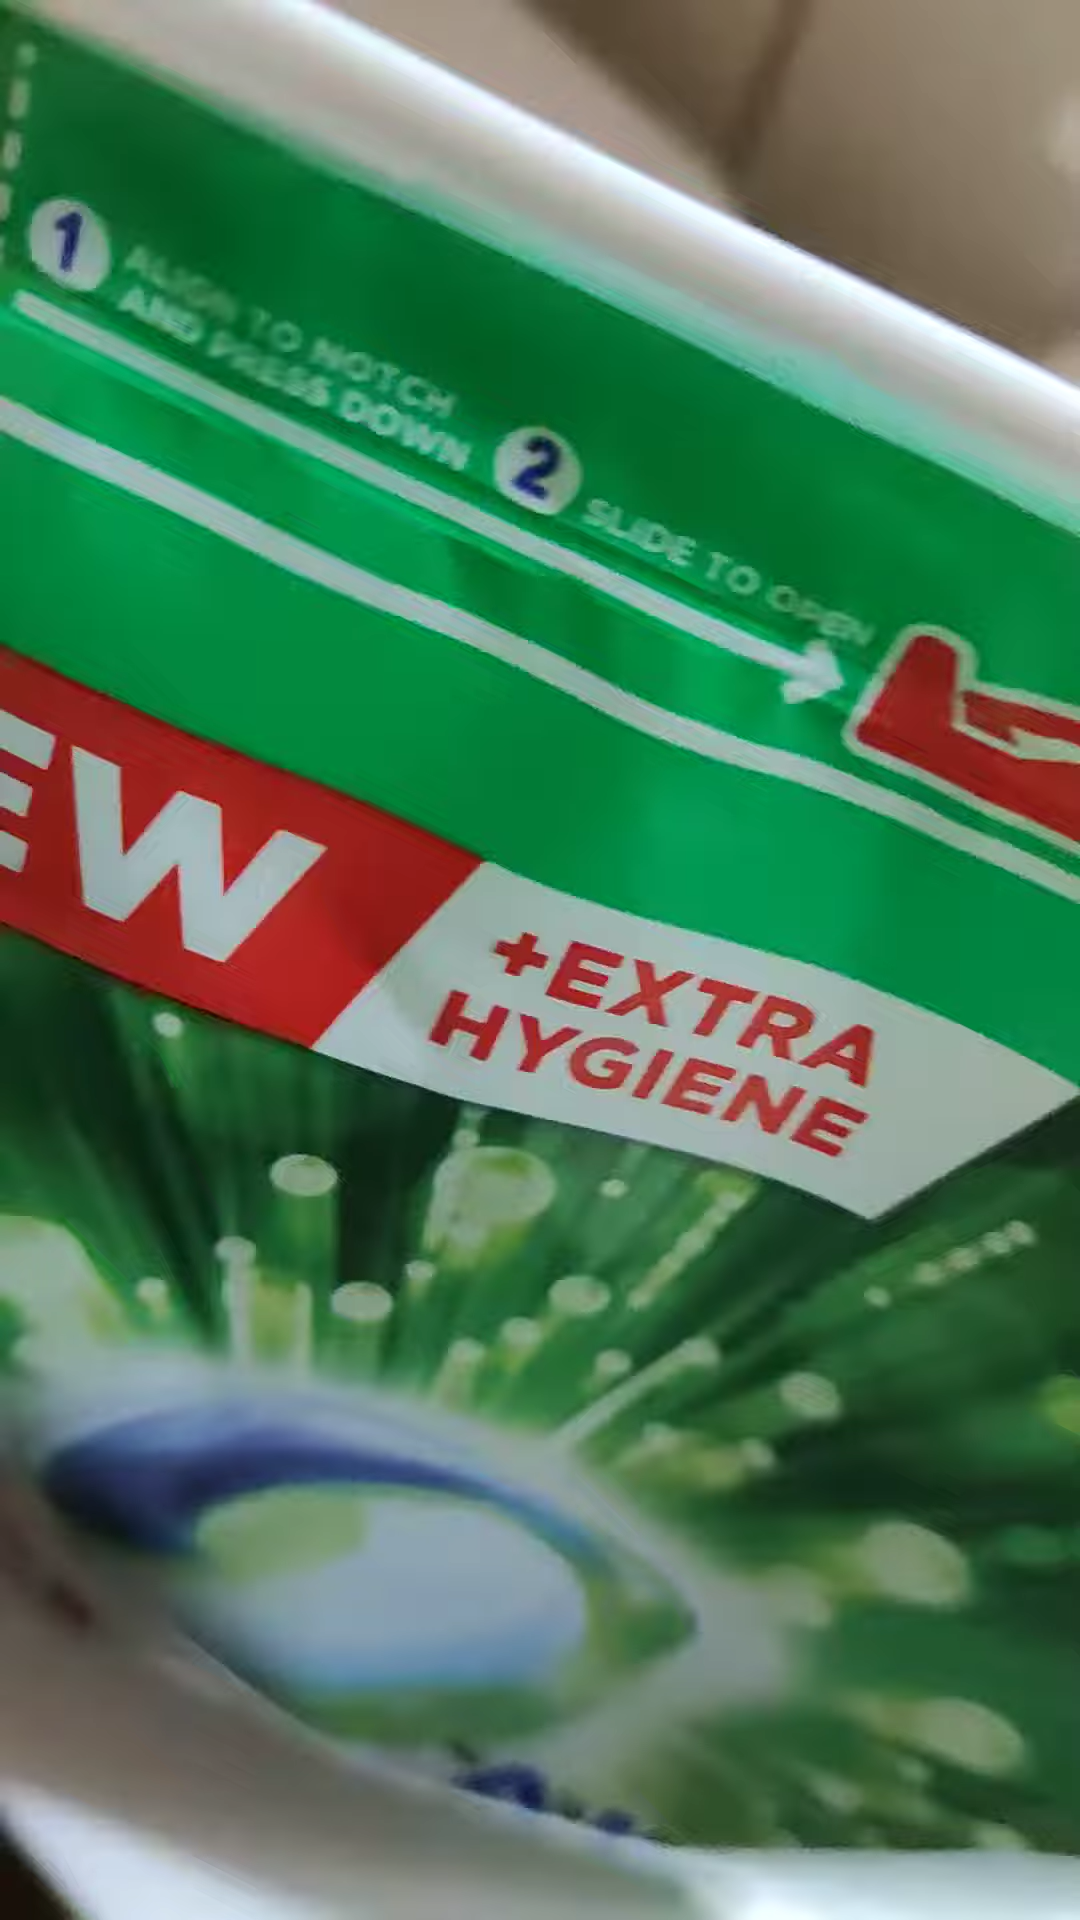 1
ALIGN TO NOTCH
AND PRESS DOWN
2
SLIDE TO OPEN
EW
+EXTRA
HYGIENE